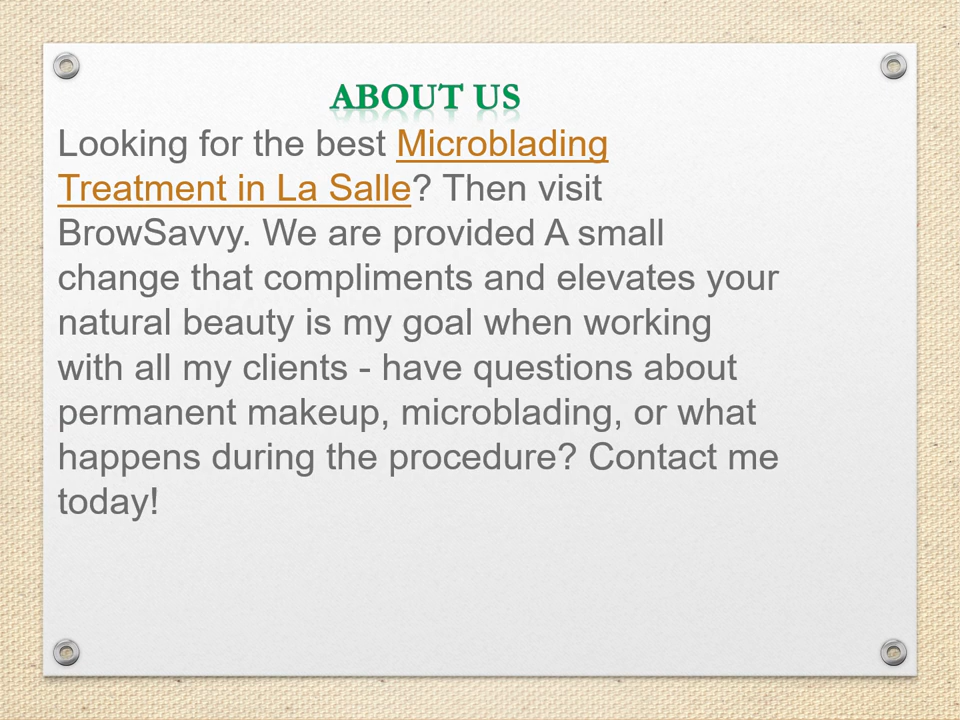 ABOUT US
Looking for the best Microblading
Treatment in La Salle? Then visit
BrowSavvy. We are provided A small
change that compliments and elevates your
natural beauty is my goal when working
with all my clients - have questions about
permanent makeup, microblading, or what
happens during the procedure? Contact me
today!